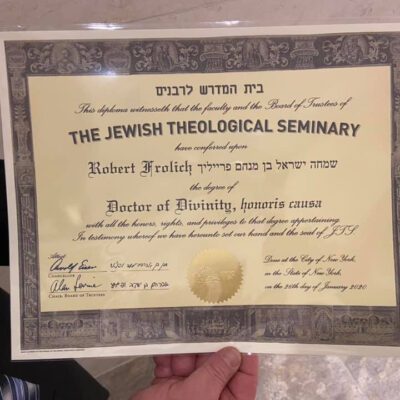 בית המדרש לרבנים
This diploma witnesseth that the faculty and the Board of Trustees of
THE JEWISH THEOLOGICAL SEMINARY
have conferred upon
Robert Frolich שמחה ישראל בן מנחם פרייליך
the degree of
Doctor of Divinity, honoris causa
with all the honors, rights, and privileges to that degree appertaining.
In testimony whereof we have hereunto set our hand and the seal of JTS.
Attest
CHANCELLOR
CHAIR, BOARD OF TRUSTEES
Done at the City of New York,
in the State of New York,
on the 28th day of January 2020